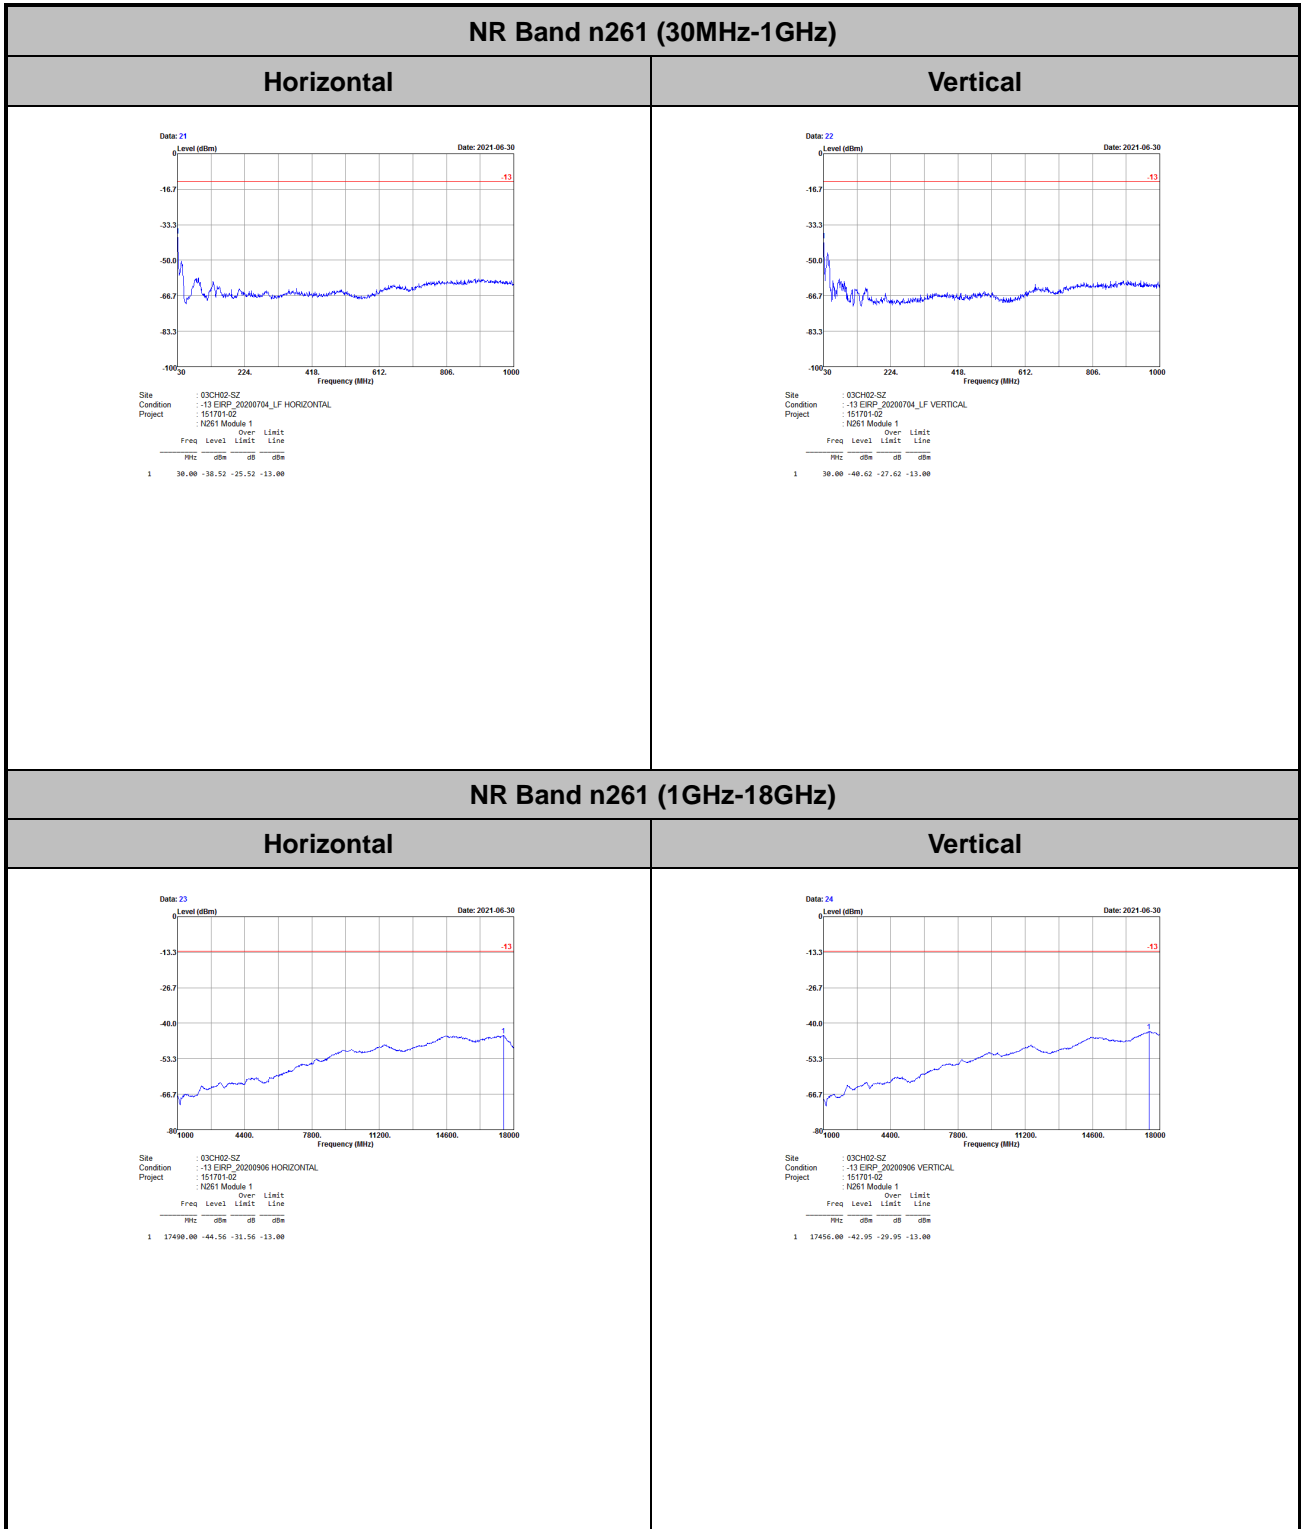 NR Band n261 (30MHz-1GHz)
Horizontal
Vertical
Data: 21
Level (dBm)
Date: 2021-06-30
0
-13
-16.7
-33.3
-50.0
-66.7
-83.3
-100
30 224. 418. 612. 806. 1000
Frequency (MHz)
Site : 03CH02-SZ
Condition : -13 EIRP_20200704_LF HORIZONTAL
Project : 151701-02
: N261 Module 1
Over Limit
Freq Level Limit Line
MHz dBm dB dBm
1 30.00 -38.52 -25.52 -13.00
Data: 22
Level (dBm)
Date: 2021-06-30
0
-13
-16.7
-33.3
-50.0
-66.7
-83.3
-100
30 224. 418. 612. 806. 1000
Frequency (MHz)
Site : 03CH02-SZ
Condition : -13 EIRP_20200704_LF VERTICAL
Project : 151701-02
: N261 Module 1
Over Limit
Freq Level Limit Line
MHz dBm dB dBm
1 30.00 -40.62 -27.62 -13.00
NR Band n261 (1GHz-18GHz)
Horizontal
Vertical
Data: 23
Level (dBm)
Date: 2021-06-30
0
-13
-13.3
-26.7
-40.0
1
-53.3
-66.7
-80
1000 4400. 7800. 11200. 14600. 18000
Frequency (MHz)
Site : 03CH02-SZ
Condition : -13 EIRP_20200906 HORIZONTAL
Project : 151701-02
: N261 Module 1
Over Limit
Freq Level Limit Line
MHz dBm dB dBm
1 17490.00 -44.56 -31.56 -13.00
Data: 24
Level (dBm)
Date: 2021-06-30
0
-13
-13.3
-26.7
-40.0
1
-53.3
-66.7
-80
1000 4400. 7800. 11200. 14600. 18000
Frequency (MHz)
Site : 03CH02-SZ
Condition : -13 EIRP_20200906 VERTICAL
Project : 151701-02
: N261 Module 1
Over Limit
Freq Level Limit Line
MHz dBm dB dBm
1 17456.00 -42.95 -29.95 -13.00